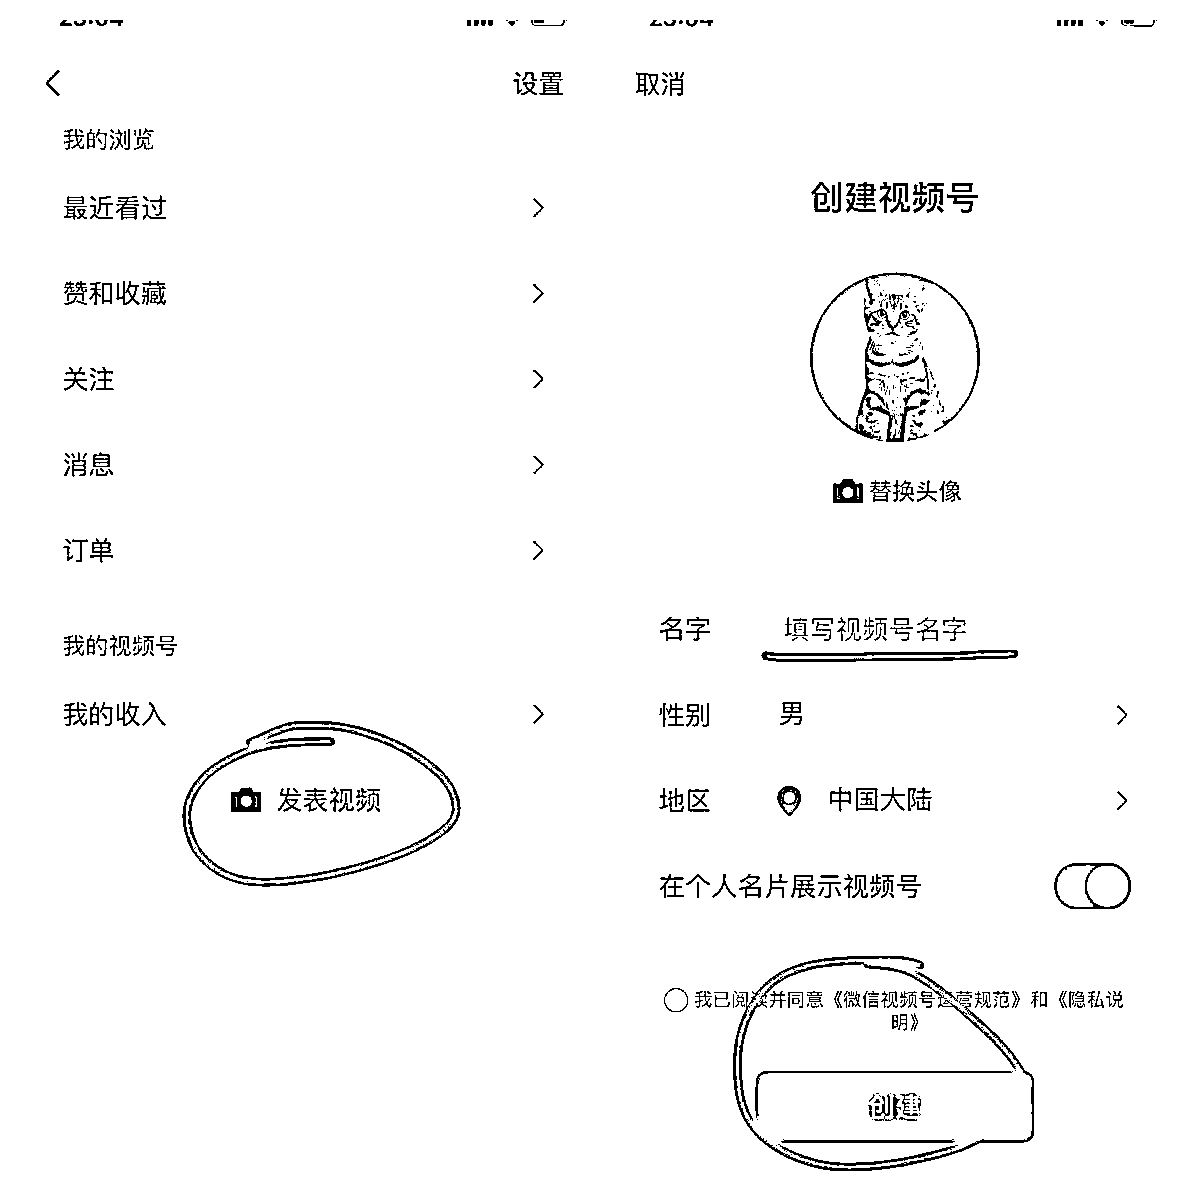 设置
我的浏览
最近看过
赞和收藏
关注
消息
订单
我的视频号
我的收入
发表视频
取消
创建视频号
替换头像
名字 填写视频号名字
性别 男
地区 中国大陆
在个人名片展示视频号
我已阅读并同意《微信视频号运营规范》和《隐私说
明》
创建